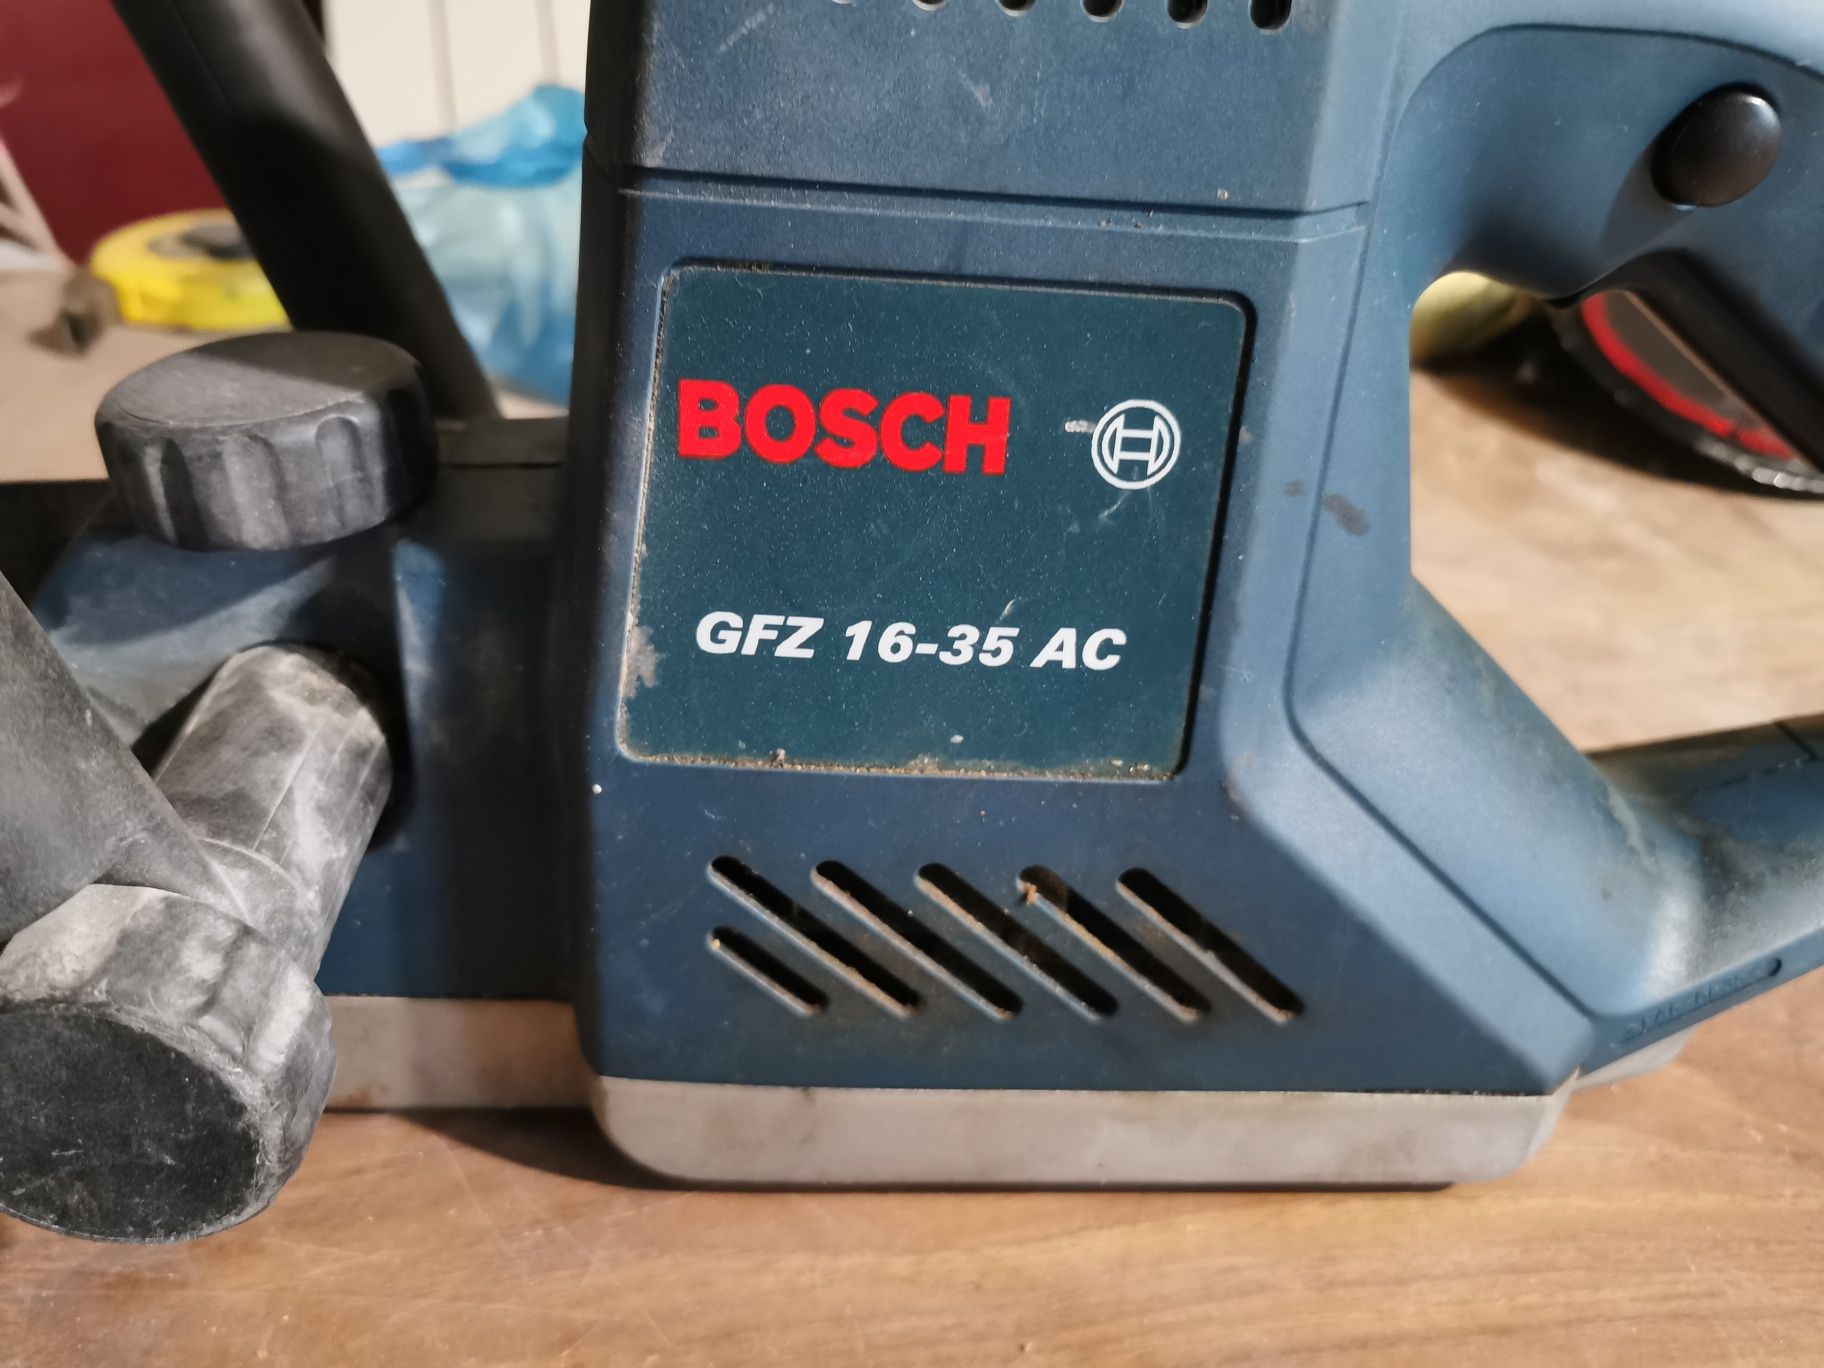 BOSCH
GFZ 16-35 AC